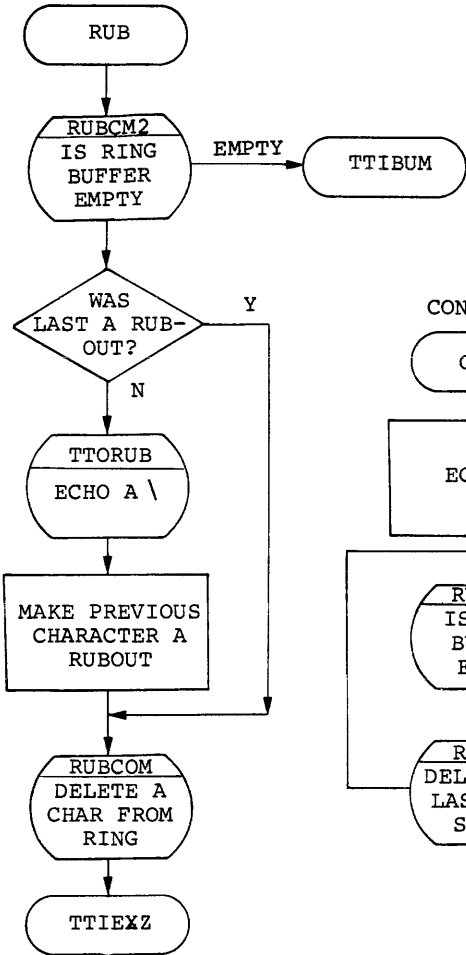 RUB
RUBCM2
IS RING
BUFFER
EMPTY
EMPTY
TTIBUM
WAS
LAST A RUB-
OUT?
Y
N
TTORUB
ECHO A \
MAKE PREVIOUS
CHARACTER A
RUBOUT
RUBCOM
DELETE A
CHAR FROM
RING
TTIEXZ
CON
EC
IS
DEL
LAS
S